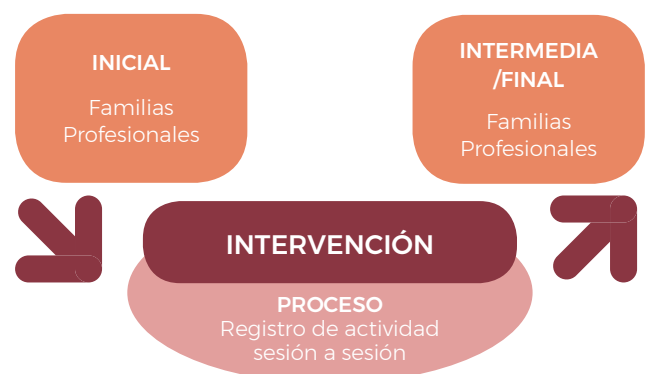 INICIAL
Familias
Profesionales
INTERMEDIA
/FINAL
Familias
Profesionales
INTERVENCIÓN
PROCESO
Registro de actividad
sesión a sesión